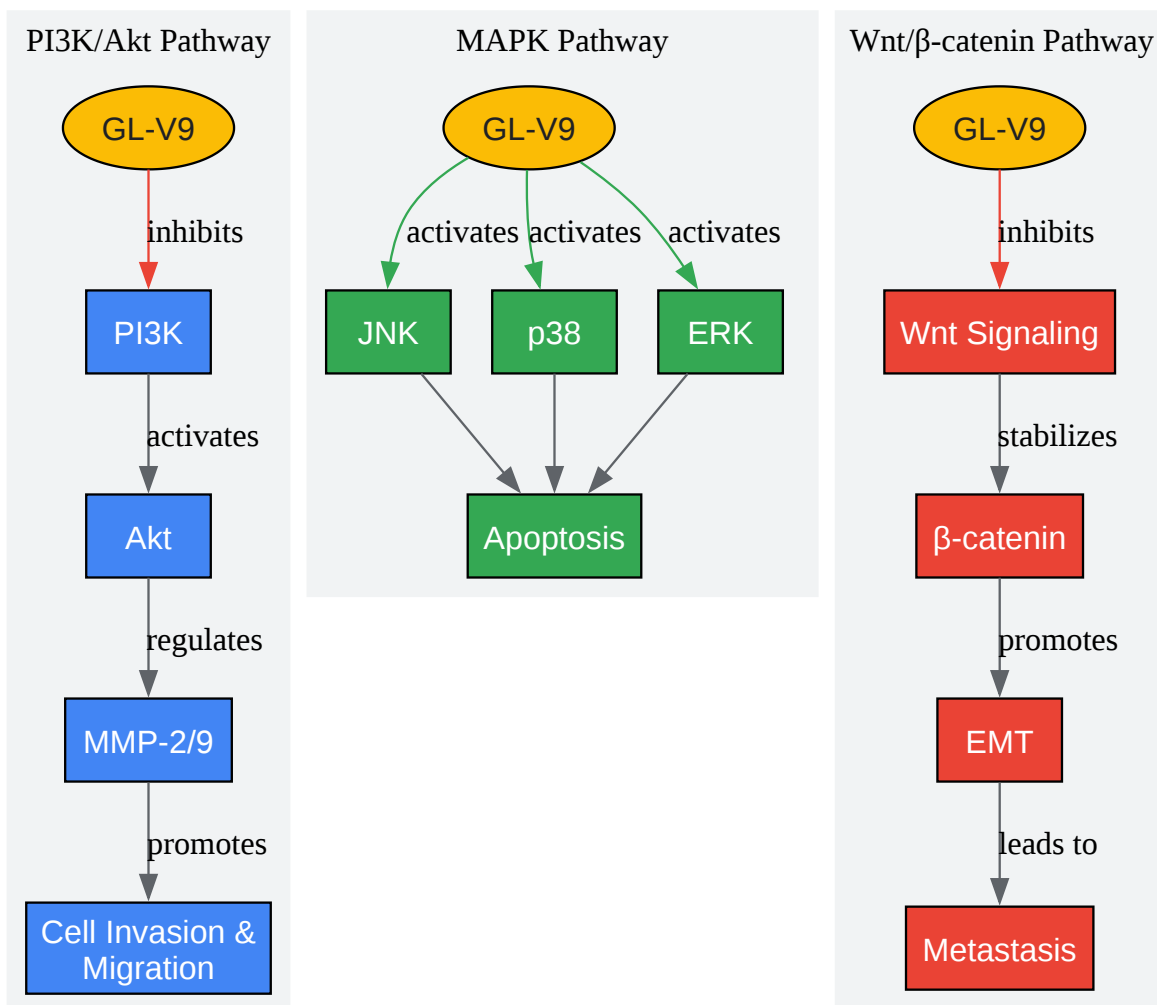 PI3K/Akt Pathway
GL-V9
inhibits
PI3K
activates
Akt
regulates
MMP-2/9
promotes
Cell Invasion &
Migration
MAPK Pathway
GL-V9
activates
activates
activates
JNK
p38
ERK
Apoptosis
Wnt/β-catenin Pathway
GL-V9
inhibits
Wnt Signaling
stabilizes
β-catenin
promotes
EMT
leads to
Metastasis